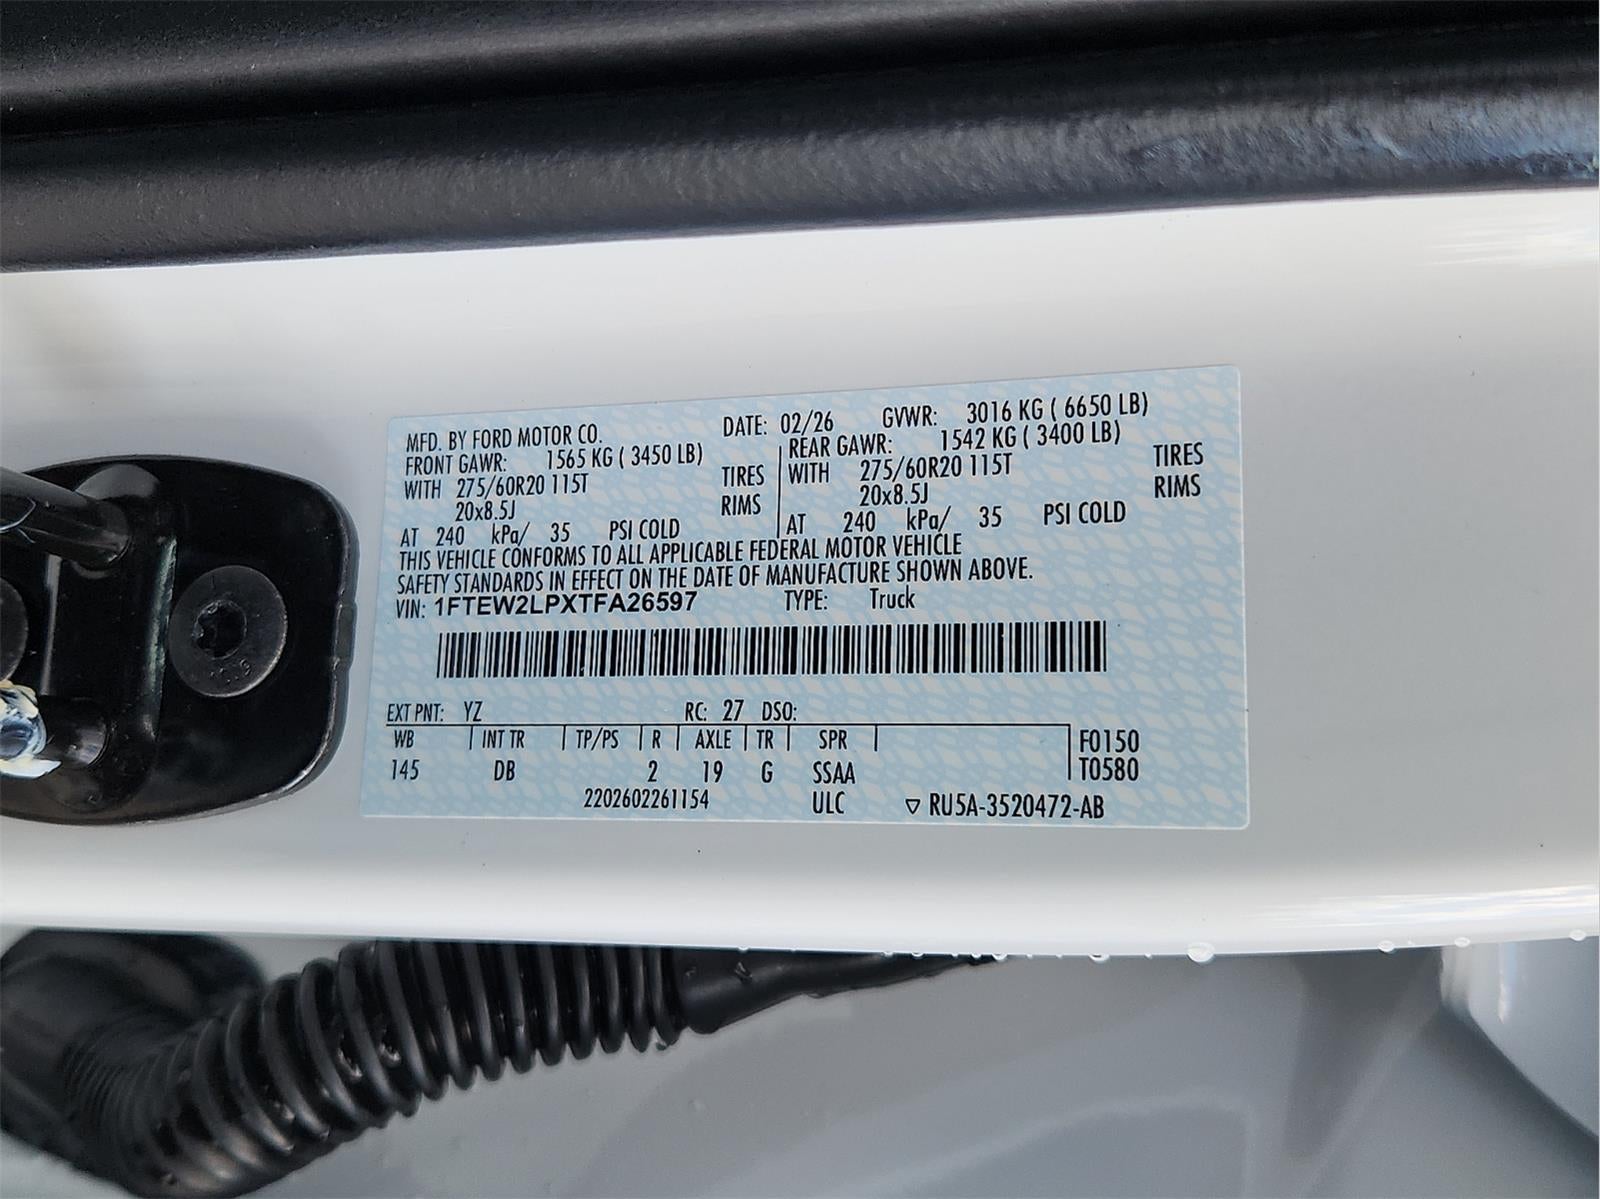 MFD. BY FORD MOTOR CO. DATE: 02/26 GVWR: 3016 KG ( 6650 LB)
FRONT GAWR: 1565 KG ( 3450 LB) REAR GAWR: 1542 KG ( 3400 LB)
WITH 275/60R20 115T TIRES WITH 275/60R20 115T TIRES
20x8.5J RIMS 20x8.5J RIMS
AT 240 kPa/ 35 PSI COLD AT 240 kPa/ 35 PSI COLD
THIS VEHICLE CONFORMS TO ALL APPLICABLE FEDERAL MOTOR VEHICLE
SAFETY STANDARDS IN EFFECT ON THE DATE OF MANUFACTURE SHOWN ABOVE.
VIN: 1FTEW2LPXTFA26597 TYPE: Truck
EXT PNT: YZ RC: 27 DSO:
WB INT TR TP/PS R AXLE TR SPR F0150
145 DB 2 19 G SSAA T0580
2202602261154 ULC ▽ RU5A-3520472-AB